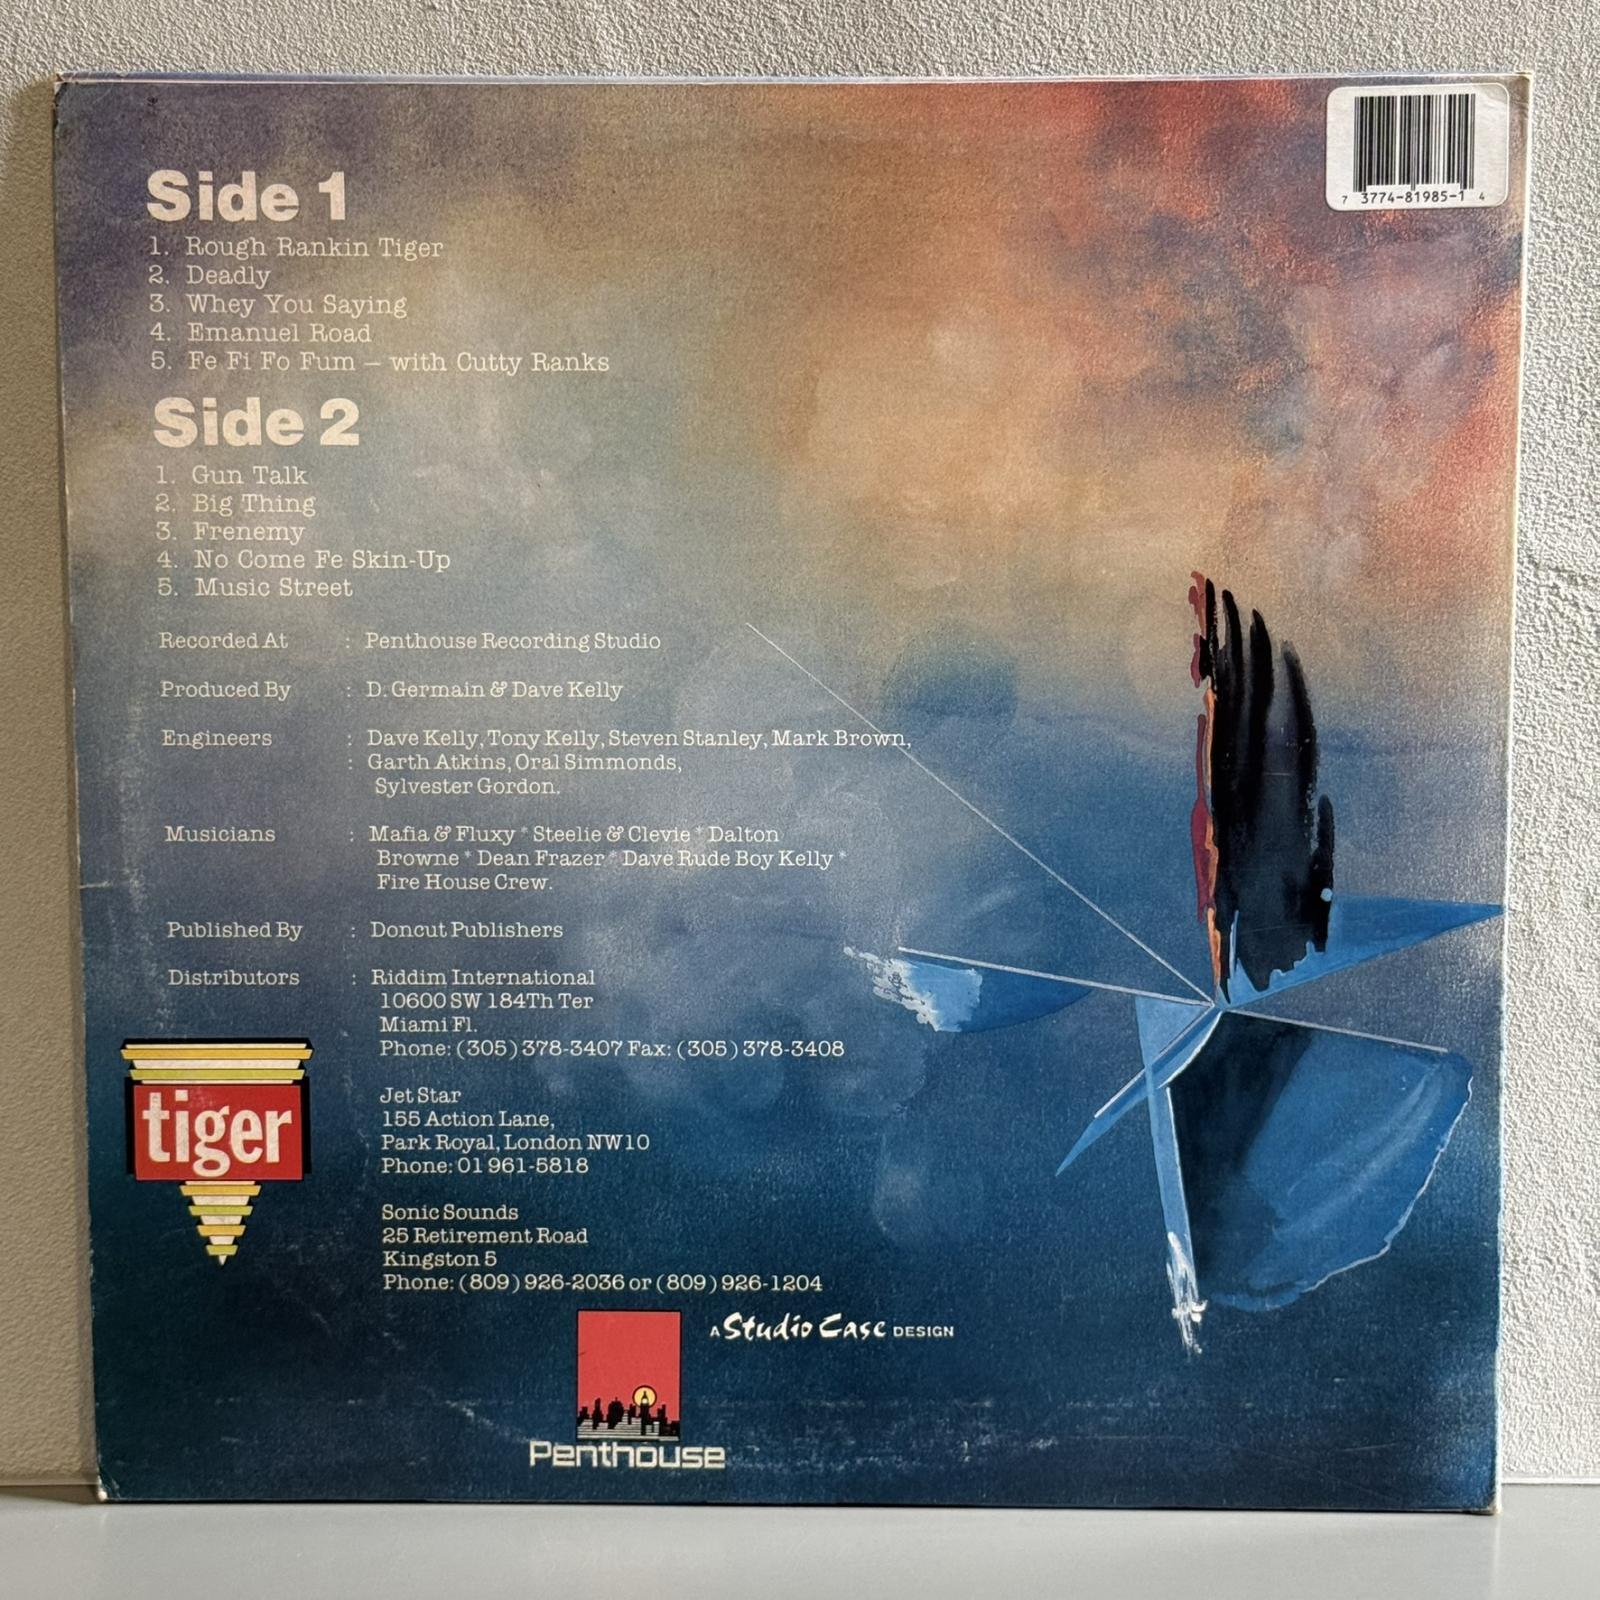 7 3774-81985-1 4
Side 1
1. Rough Rankin Tiger
2. Deadly
3. Whey You Saying
4. Emanuel Road
5. Fe Fi Fo Fum – with Cutty Ranks
Side 2
1. Gun Talk
2. Big Thing
3. Frenemy
4. No Come Fe Skin-Up
5. Music Street
Recorded At : Penthouse Recording Studio
Produced By : D. Germain & Dave Kelly
Engineers : Dave Kelly, Tony Kelly, Steven Stanley, Mark Brown,
: Garth Atkins, Oral Simmonds,
Sylvester Gordon.
Musicians : Mafia & Fluxy * Steelie & Clevie * Dalton
Browne * Dean Frazer * Dave Rude Boy Kelly *
Fire House Crew.
Published By : Doncut Publishers
Distributors : Riddim International
10600 SW 184Th Ter
Miami Fl.
Phone: (305) 378-3407 Fax: (305) 378-3408
Jet Star
155 Action Lane,
Park Royal, London NW10
Phone: 01 961-5818
Sonic Sounds
25 Retirement Road
Kingston 5
Phone: (809) 926-2036 or (809) 926-1204
tiger
A Studio Case DESIGN
Penthouse